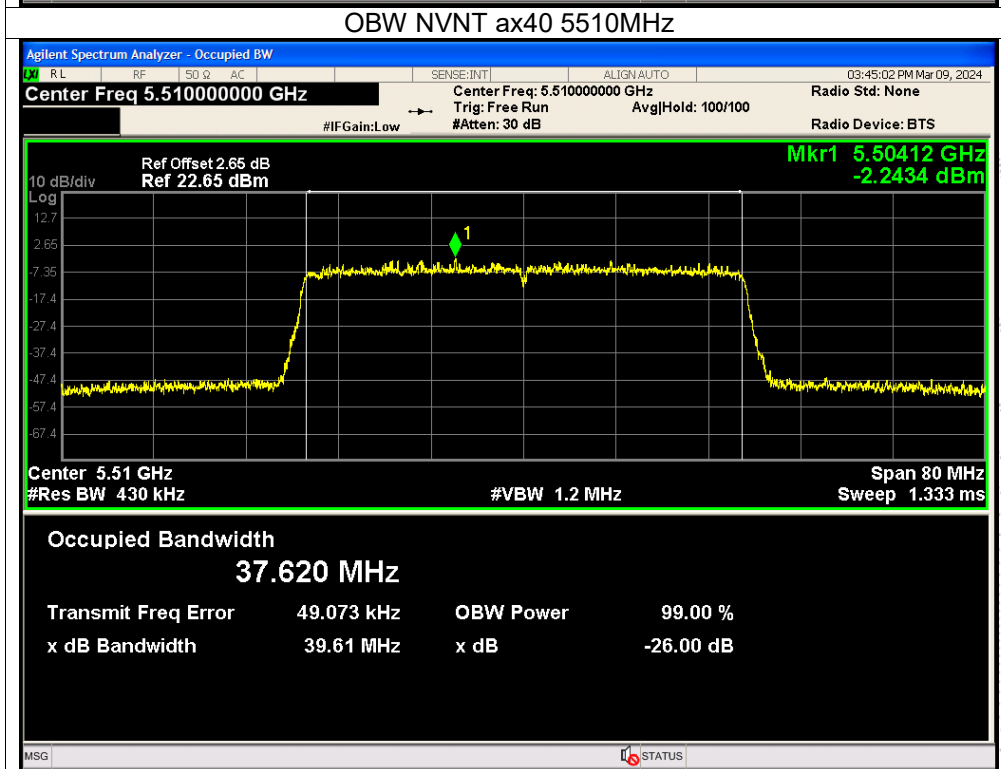 OBW NVNT ax40 5510MHz
Agilent Spectrum Analyzer - Occupied BW
LXI RL RF 50 Ω AC SENSE:INT ALIGN AUTO 03:45:02 PM Mar 09, 2024
Center Freq 5.510000000 GHz Center Freq: 5.510000000 GHz Radio Std: None
Trig: Free Run Avg|Hold: 100/100
#IFGain:Low #Atten: 30 dB Radio Device: BTS
Mkr1 5.50412 GHz
-2.2434 dBm
Ref Offset 2.65 dB
10 dB/div Ref 22.65 dBm
Log
12.7
1
2.65
-7.35
-17.4
-27.4
-37.4
-47.4
-57.4
-67.4
Center 5.51 GHz Span 80 MHz
#Res BW 430 kHz #VBW 1.2 MHz Sweep 1.333 ms
Occupied Bandwidth
37.620 MHz
Transmit Freq Error 49.073 kHz OBW Power 99.00 %
x dB Bandwidth 39.61 MHz x dB -26.00 dB
MSG STATUS